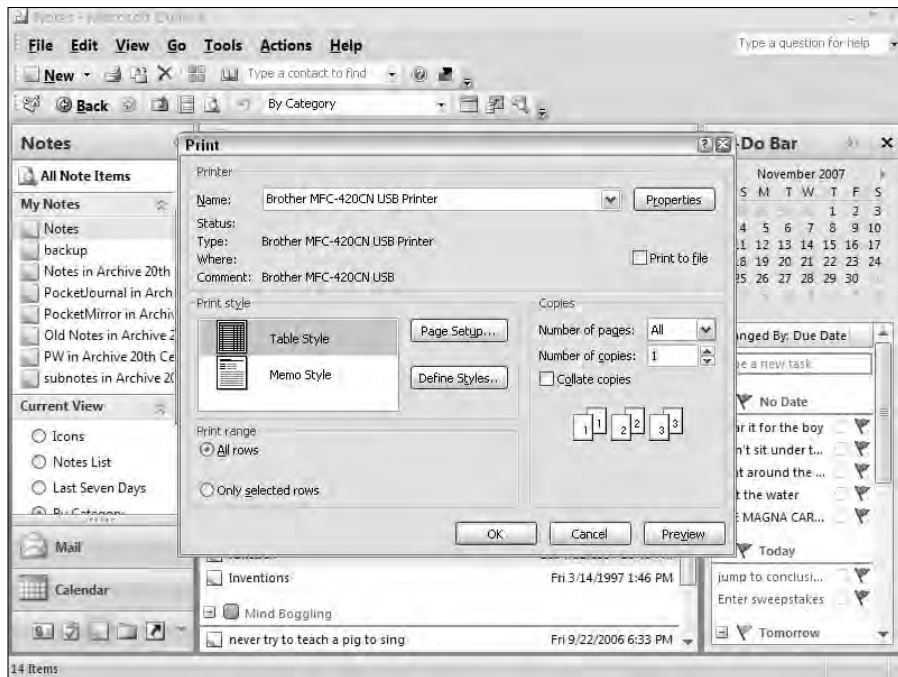 Notes - Microsoft Outlook
File Edit View Go Tools Actions Help
Type a question for help
New
Type a contact to find
Back
By Category
Notes
All Note Items
My Notes
Notes
backup
Notes in Archive 20th
PocketJournal in Arch
PocketMirror in Archiv
Old Notes in Archive 2
PW in Archive 20th Ce
subnotes in Archive 20
Current View
Icons
Notes List
Last Seven Days
By Category
Mail
Calendar
14 Items
Print
Printer
Name: Brother MFC-420CN USB Printer
Properties
Status:
Type: Brother MFC-420CN USB Printer
Where:
Comment: Brother MFC-420CN USB
Print to file
Print style
Table Style
Memo Style
Page Setup...
Define Styles..
Copies
Number of pages: All
Number of copies: 1
Collate copies
1 1 2 2 3 3
Print range
All rows
Only selected rows
OK Cancel Preview
Inventions Fri 3/14/1997 1:46 PM
Mind Boggling
never try to teach a pig to sing Fri 9/22/2006 6:33 PM
-Do Bar
November 2007
S M T W T F S
1 2 3
4 5 6 7 8 9 10
11 12 13 14 15 16 17
18 19 20 21 22 23 24
25 26 27 28 29 30
nged By: Due Date
pe a new task
No Date
ar it for the boy
n't sit under t...
t around the ...
t the water
E MAGNA CAR...
Today
jump to conclusi...
Enter sweepstakes
Tomorrow